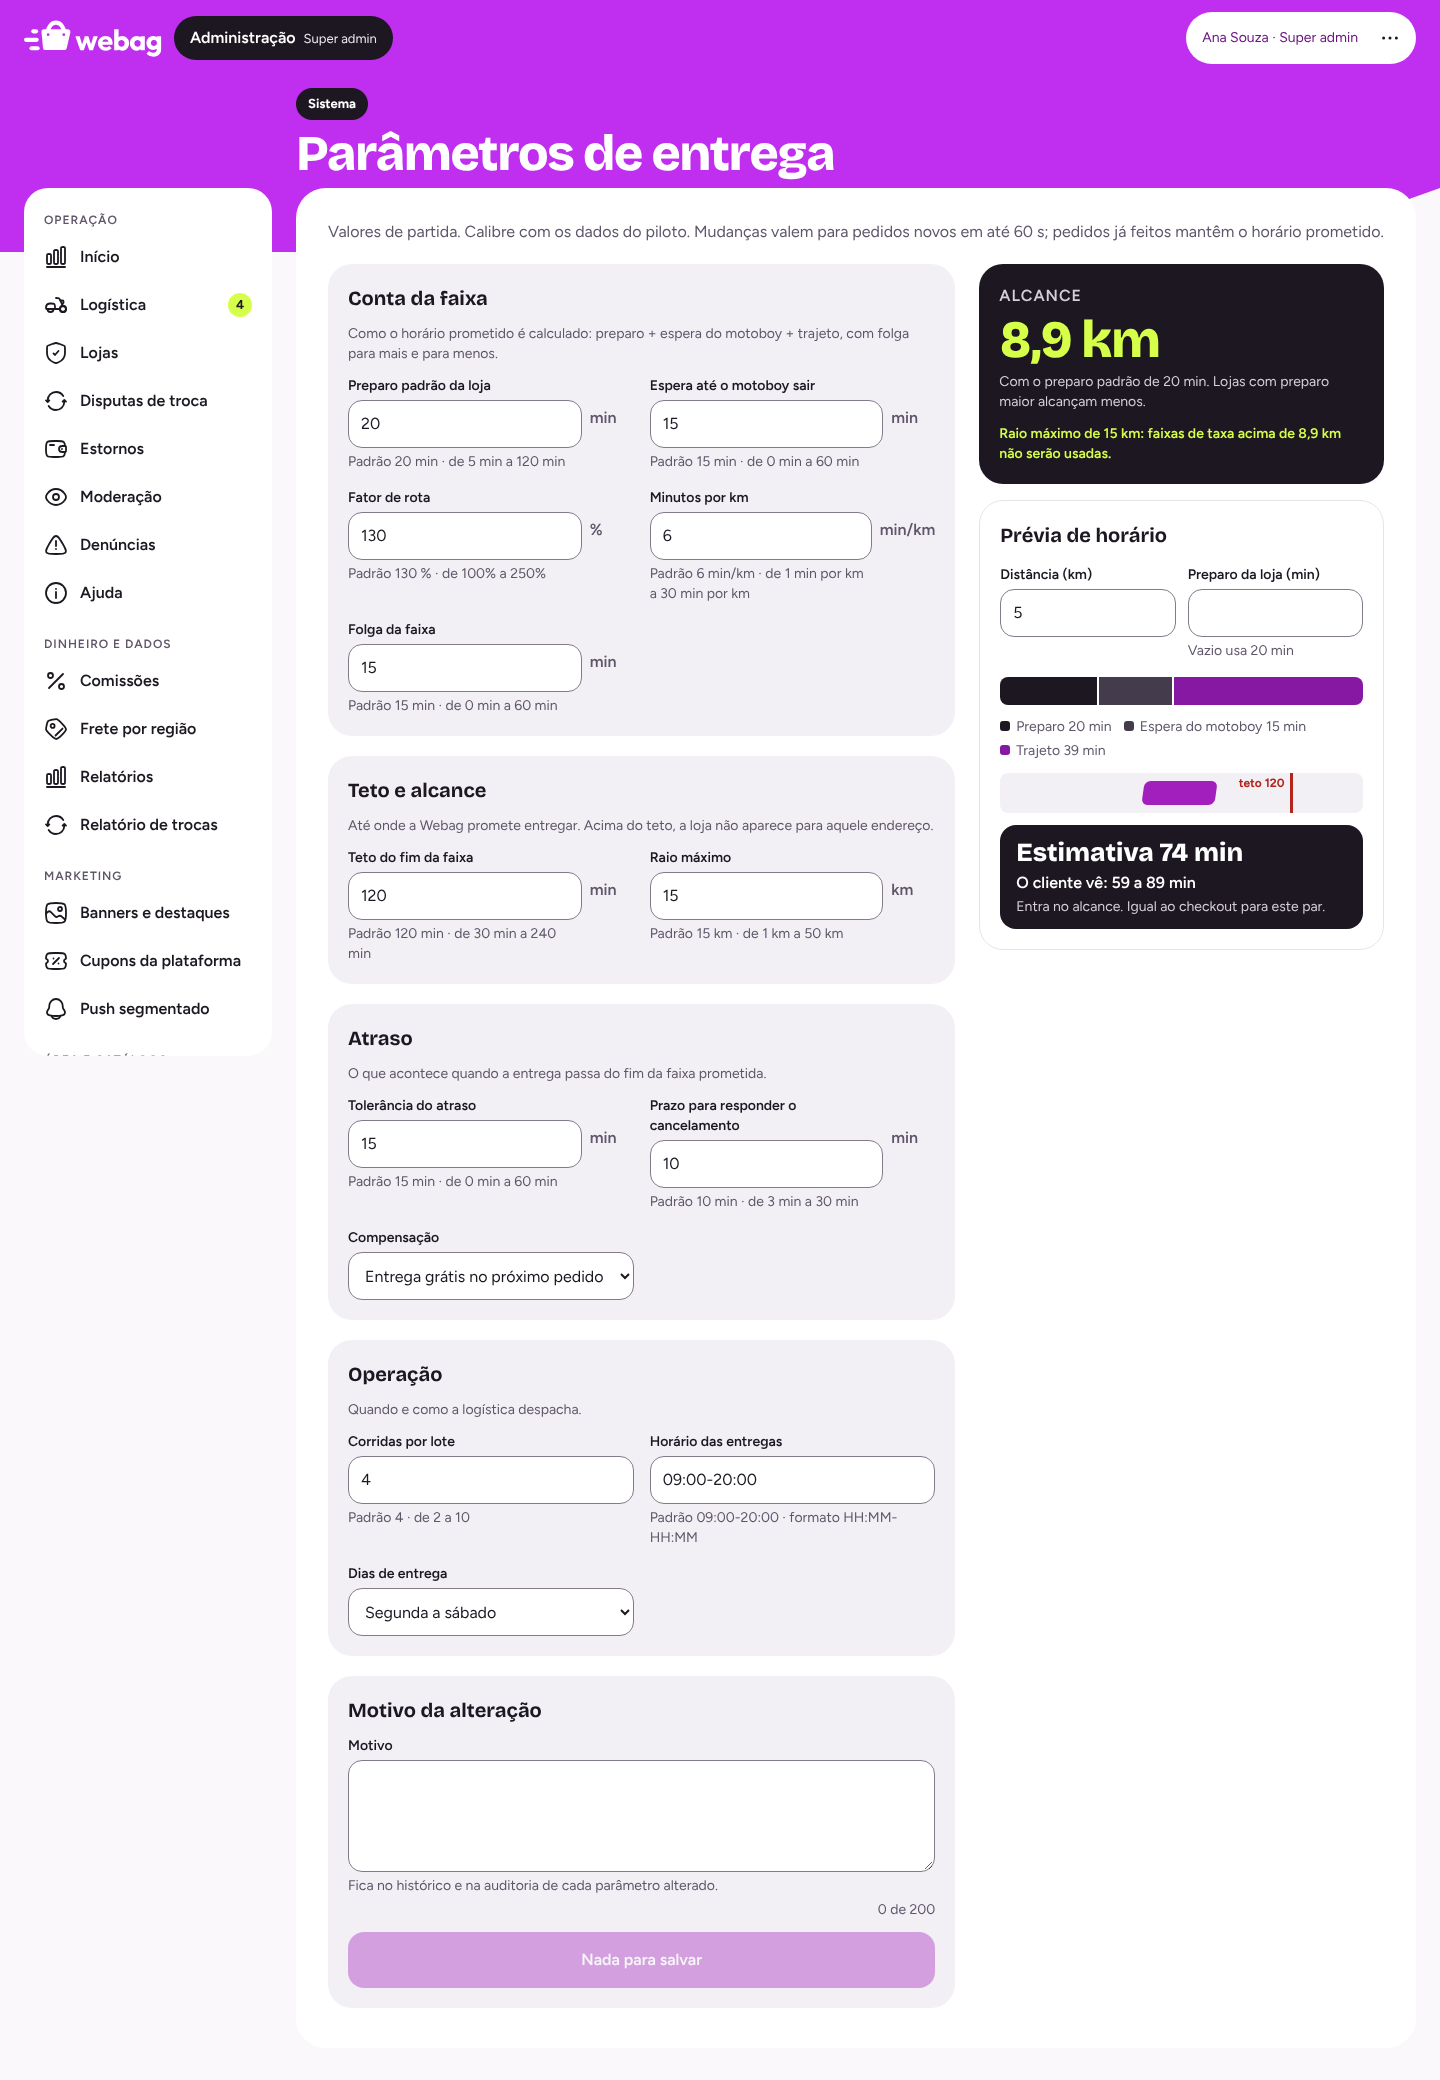 webag
Administração Super admin
Ana Souza · Super admin
Sistema
Parâmetros de entrega
OPERAÇÃO
Início
Logística
4
Lojas
Disputas de troca
Estornos
Moderação
Denúncias
Ajuda
DINHEIRO E DADOS
Comissões
Frete por região
Relatórios
Relatório de trocas
MARKETING
Banners e destaques
Cupons da plataforma
Push segmentado
Valores de partida. Calibre com os dados do piloto. Mudanças valem para pedidos novos em até 60 s; pedidos já feitos mantêm o horário prometido.
Conta da faixa
Como o horário prometido é calculado: preparo + espera do motoboy + trajeto, com folga
para mais e para menos.
Preparo padrão da loja
20 min
Padrão 20 min · de 5 min a 120 min
Espera até o motoboy sair
15 min
Padrão 15 min · de 0 min a 60 min
Fator de rota
130 %
Padrão 130 % · de 100% a 250%
Minutos por km
6 min/km
Padrão 6 min/km · de 1 min por km
a 30 min por km
Folga da faixa
15 min
Padrão 15 min · de 0 min a 60 min
Teto e alcance
Até onde a Webag promete entregar. Acima do teto, a loja não aparece para aquele endereço.
Teto do fim da faixa
120 min
Padrão 120 min · de 30 min a 240
min
Raio máximo
15 km
Padrão 15 km · de 1 km a 50 km
Atraso
O que acontece quando a entrega passa do fim da faixa prometida.
Tolerância do atraso
15 min
Padrão 15 min · de 0 min a 60 min
Prazo para responder o
cancelamento
10 min
Padrão 10 min · de 3 min a 30 min
Compensação
Entrega grátis no próximo pedido
Operação
Quando e como a logística despacha.
Corridas por lote
4
Padrão 4 · de 2 a 10
Horário das entregas
09:00-20:00
Padrão 09:00-20:00 · formato HH:MM-
HH:MM
Dias de entrega
Segunda a sábado
Motivo da alteração
Motivo
Fica no histórico e na auditoria de cada parâmetro alterado.
0 de 200
Nada para salvar
ALCANCE
8,9 km
Com o preparo padrão de 20 min. Lojas com preparo
maior alcançam menos.
Raio máximo de 15 km: faixas de taxa acima de 8,9 km
não serão usadas.
Prévia de horário
Distância (km)
5
Preparo da loja (min)
Vazio usa 20 min
Preparo 20 min Espera do motoboy 15 min
Trajeto 39 min
teto 120
Estimativa 74 min
O cliente vê: 59 a 89 min
Entra no alcance. Igual ao checkout para este par.